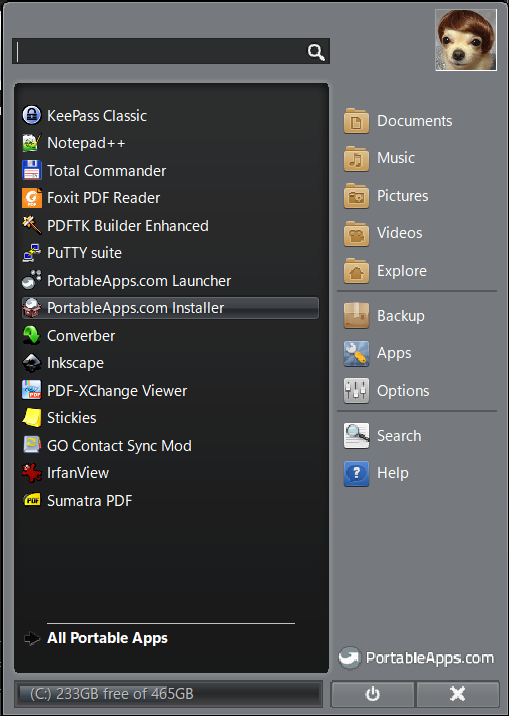 KeePass Classic
Notepad++
Total Commander
Foxit PDF Reader
PDFTK Builder Enhanced
PuTTY suite
PortableApps.com Launcher
PortableApps.com Installer
Converber
Inkscape
PDF-XChange Viewer
Stickies
GO Contact Sync Mod
IrfanView
Sumatra PDF
All Portable Apps
(C:) 233GB free of 465GB
Documents
Music
Pictures
Videos
Explore
Backup
Apps
Options
Search
Help
PortableApps.com